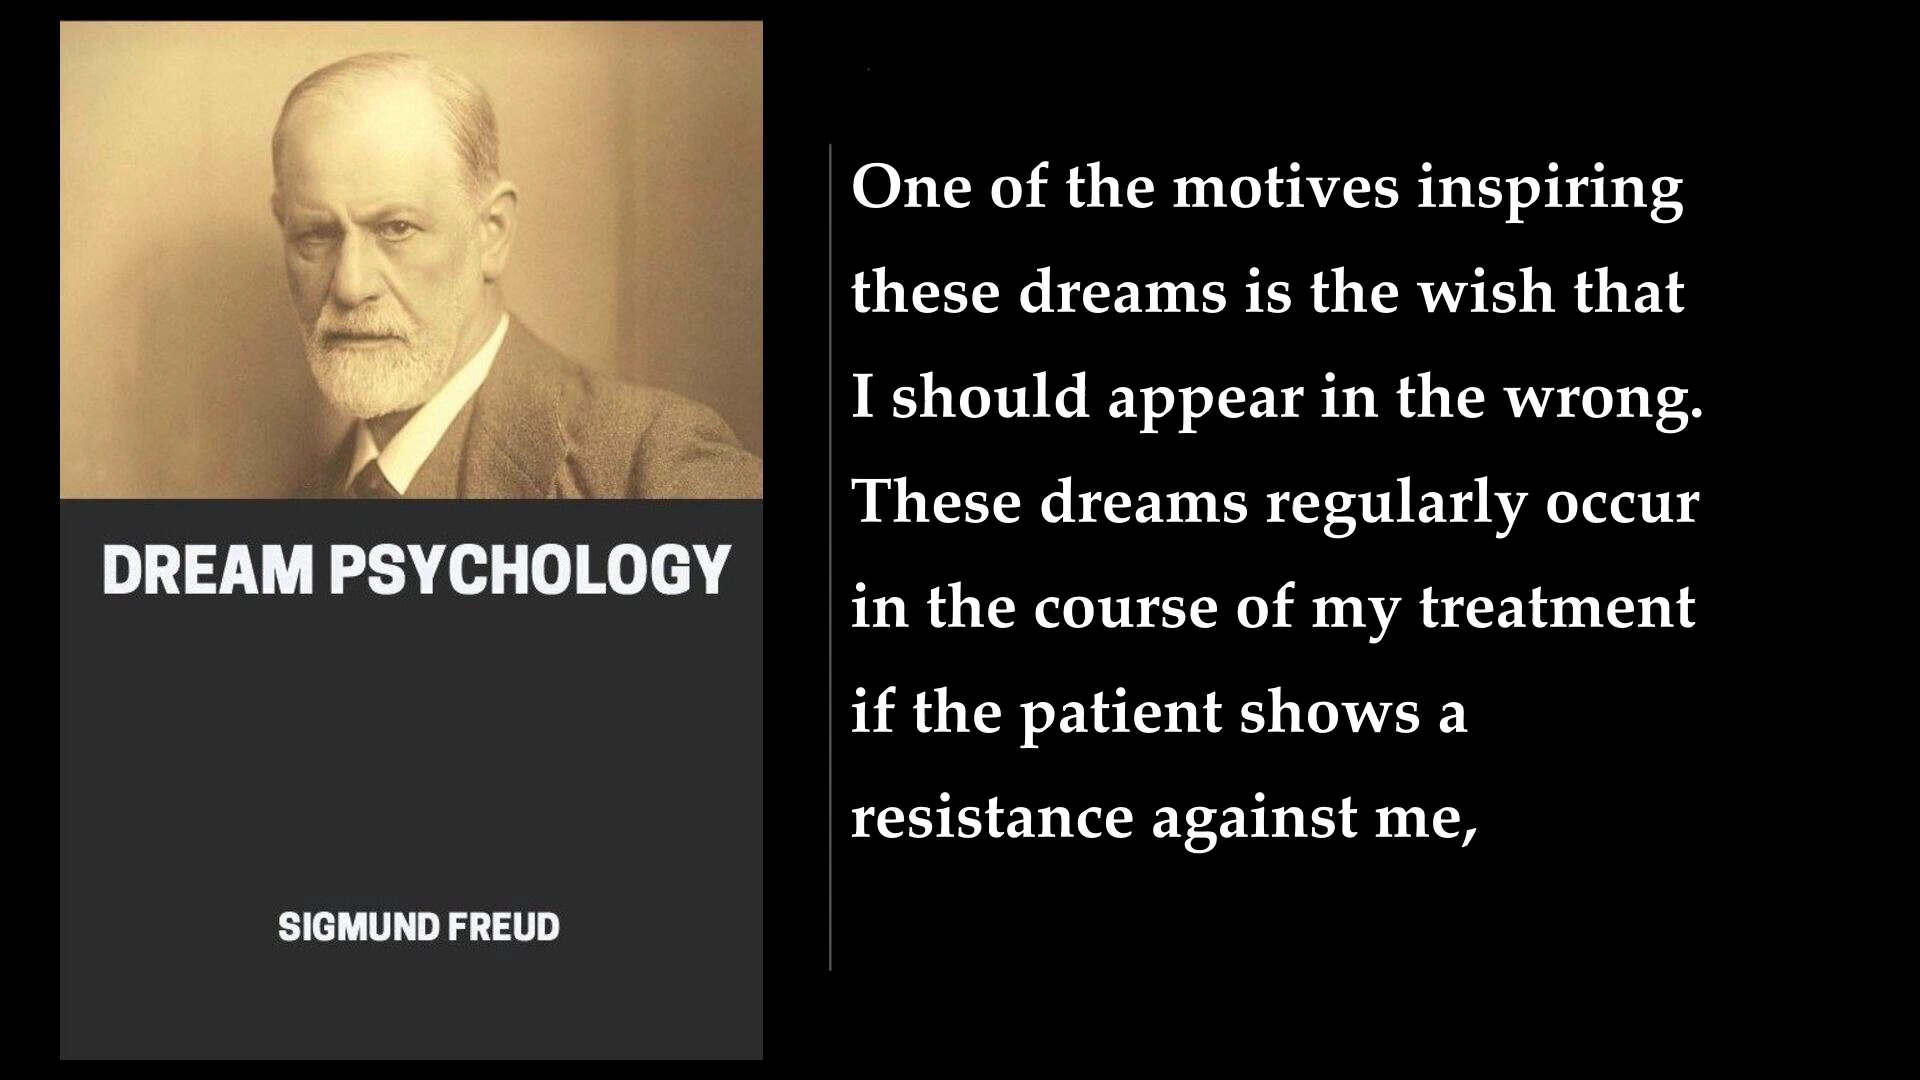 DREAM PSYCHOLOGY
SIGMUND FREUD
One of the motives inspiring
these dreams is the wish that
I should appear in the wrong.
These dreams regularly occur
in the course of my treatment
if the patient shows a
resistance against me,